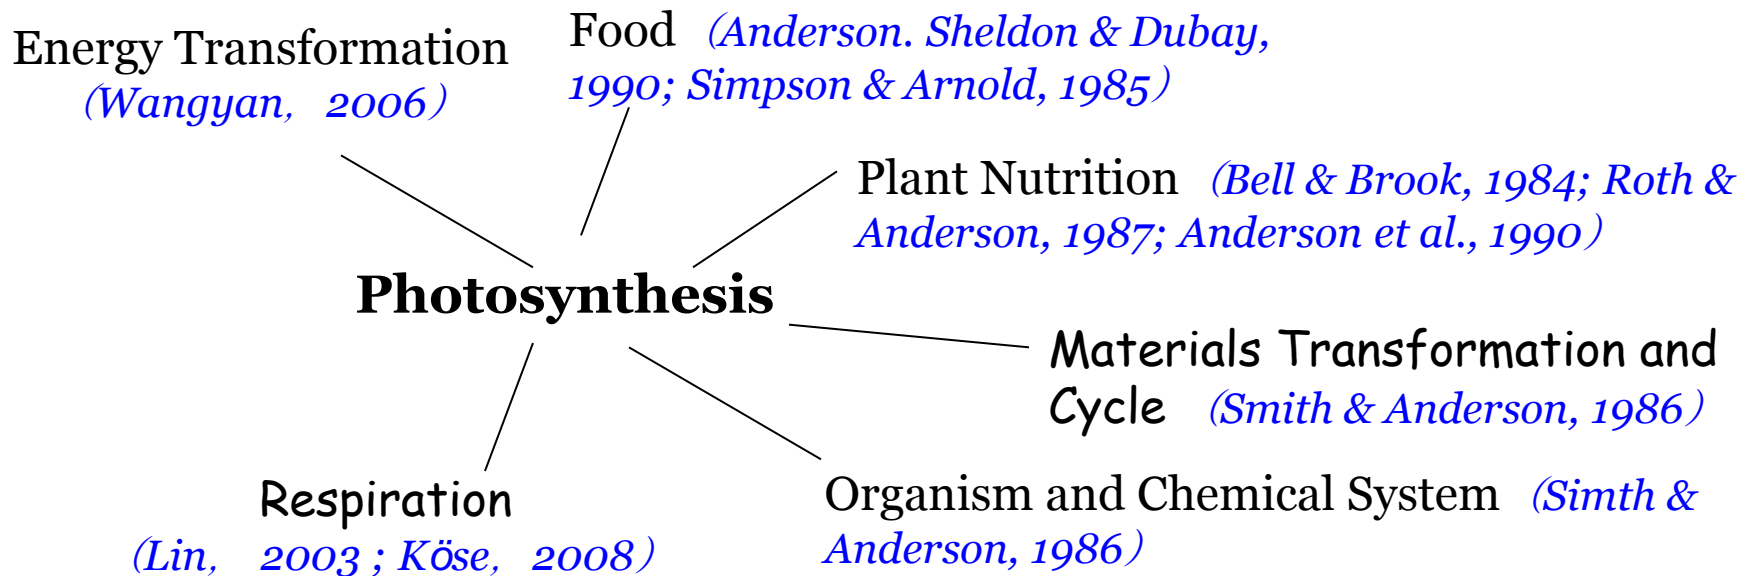 Energy Transformation
(Wangyan, 2006)
Food (Anderson. Sheldon & Dubay,
1990; Simpson & Arnold, 1985)
Plant Nutrition (Bell & Brook, 1984; Roth &
Anderson, 1987; Anderson et al., 1990)
Photosynthesis
Materials Transformation and
Cycle (Smith & Anderson, 1986)
Organism and Chemical System (Simth &
Anderson, 1986)
Respiration
(Lin, 2003 ; Köse, 2008)